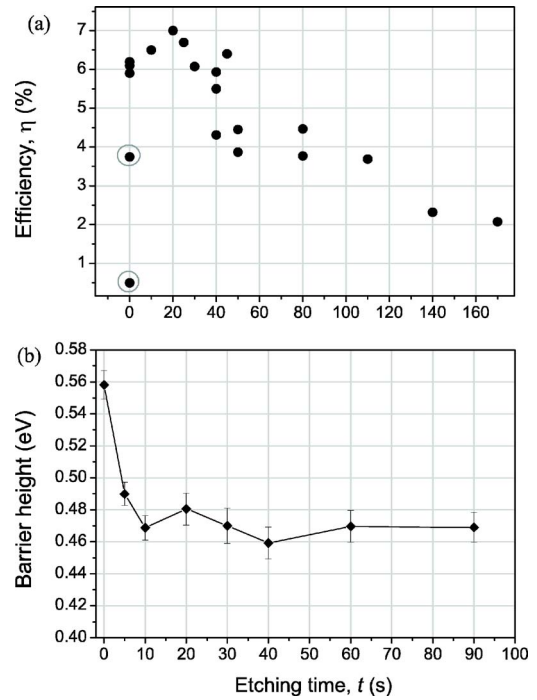 (a)
7
6
5
4
3
2
1
Efficiency, η (%)
0 20 40 60 80 100 120 140 160
(b)
0.58
0.56
0.54
0.52
0.50
0.48
0.46
0.44
0.42
0.40
Barrier height (eV)
0 10 20 30 40 50 60 70 80 90 100
Etching time, t (s)